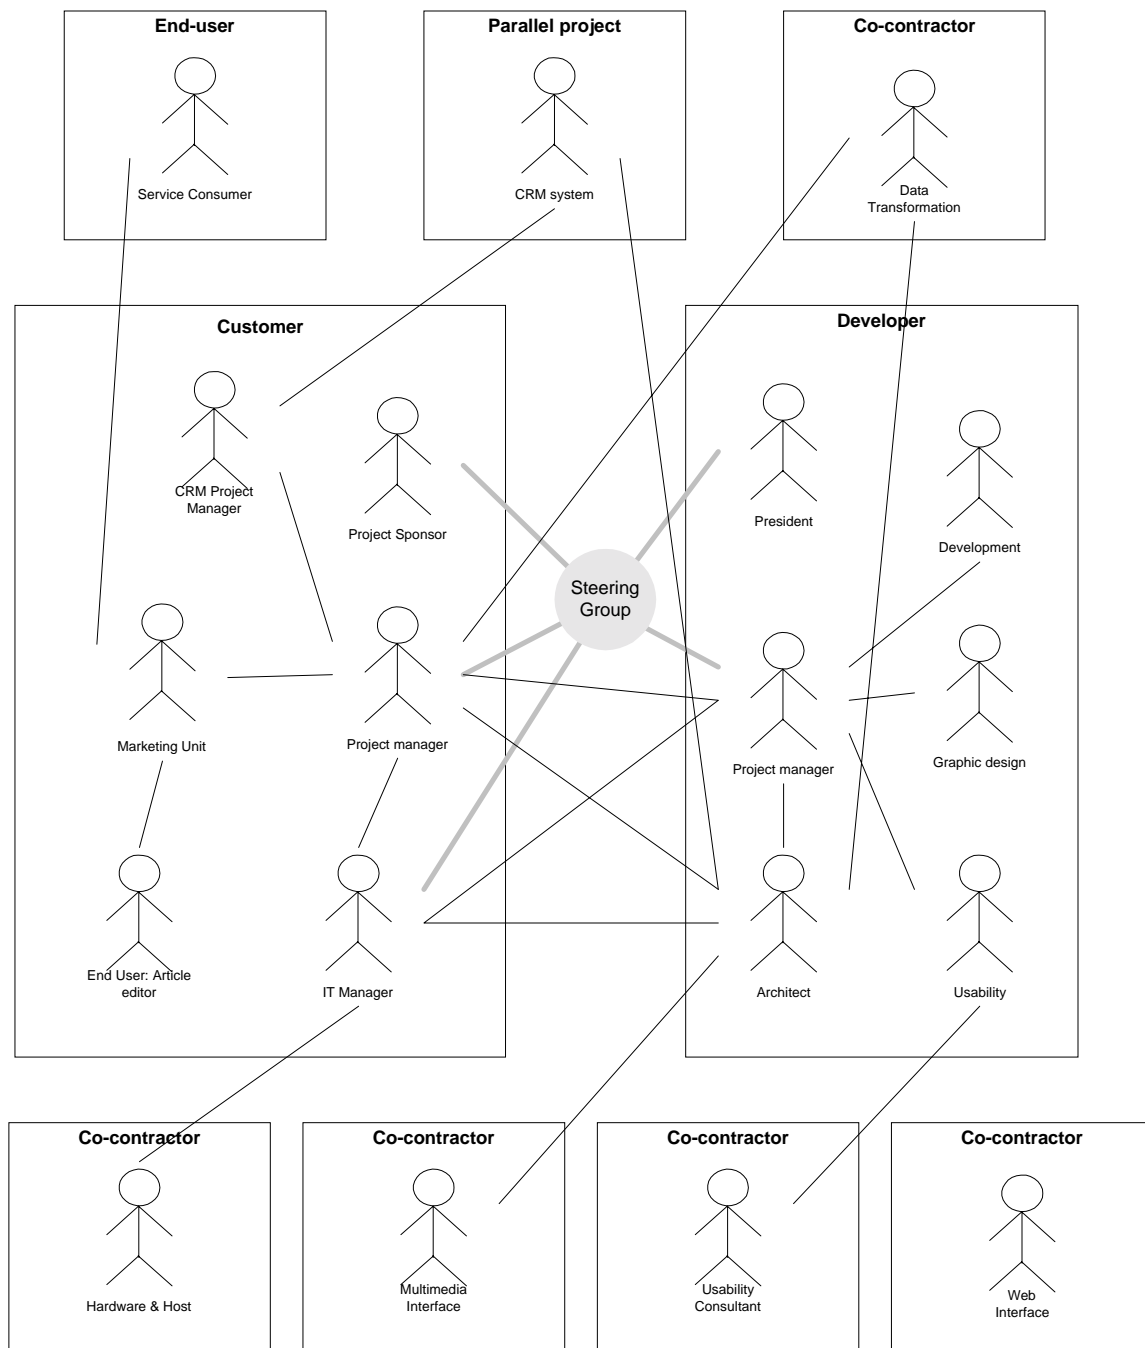 End-user
Parallel project
Co-contractor
Service Consumer
CRM system
Data
Transformation
Customer
Developer
CRM Project
Manager
Project Sponsor
President
Development
Steering
Group
Marketing Unit
Project manager
Project manager
Graphic design
End User: Article
editor
IT Manager
Architect
Usability
Co-contractor
Co-contractor
Co-contractor
Co-contractor
Hardware & Host
Multimedia
Interface
Usability
Consultant
Web
Interface